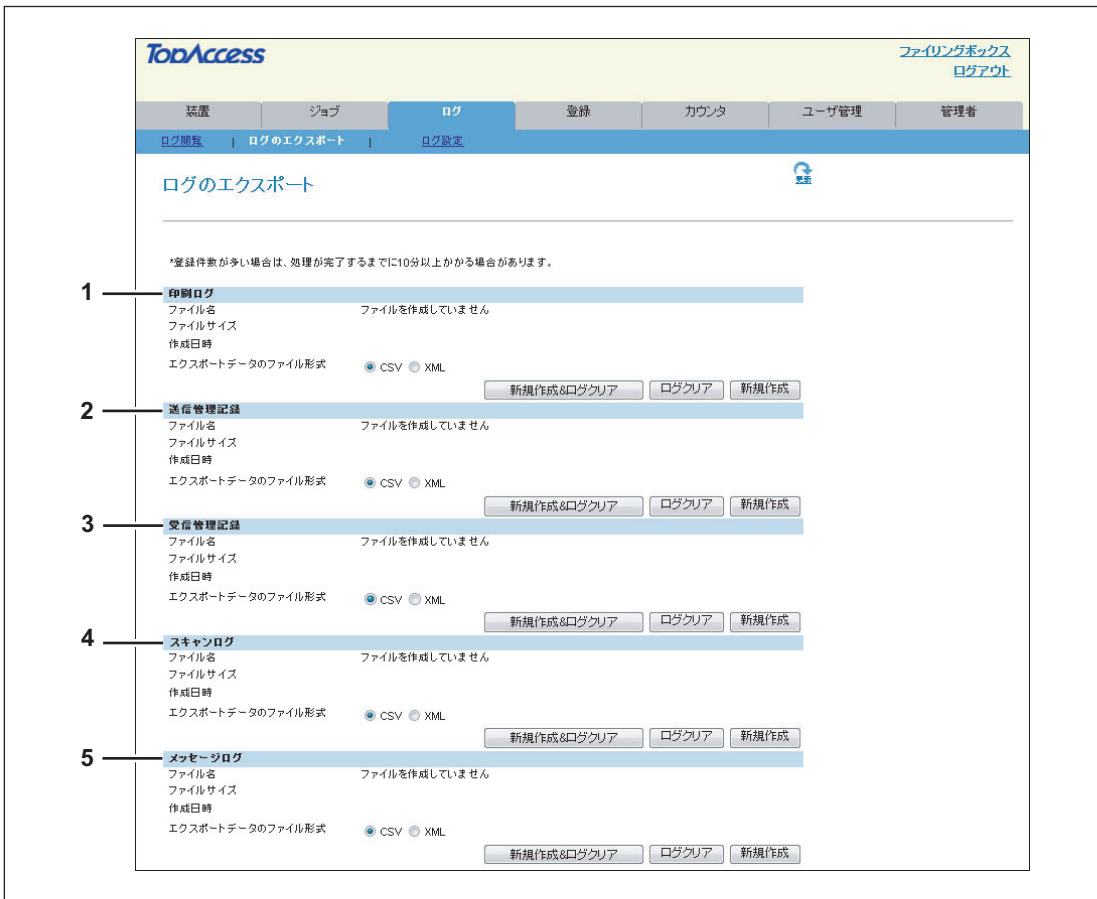 TopAccess
ファイリングボックス
ログアウト
装置 ジョブ ログ 登録 カウンタ ユーザ管理 管理者
ログ閲覧 | ログのエクスポート | ログ設定
ログのエクスポート
更新
*登録件数が多い場合は、処理が完了するまでに10分以上かかる場合があります。
1 印刷ログ
ファイル名 ファイルを作成していません
ファイルサイズ
作成日時
エクスポートデータのファイル形式 CSV XML
新規作成&ログクリア ログクリア 新規作成
2 送信管理記録
ファイル名 ファイルを作成していません
ファイルサイズ
作成日時
エクスポートデータのファイル形式 CSV XML
新規作成&ログクリア ログクリア 新規作成
3 受信管理記録
ファイル名 ファイルを作成していません
ファイルサイズ
作成日時
エクスポートデータのファイル形式 CSV XML
新規作成&ログクリア ログクリア 新規作成
4 スキャンログ
ファイル名 ファイルを作成していません
ファイルサイズ
作成日時
エクスポートデータのファイル形式 CSV XML
新規作成&ログクリア ログクリア 新規作成
5 メッセージログ
ファイル名 ファイルを作成していません
ファイルサイズ
作成日時
エクスポートデータのファイル形式 CSV XML
新規作成&ログクリア ログクリア 新規作成